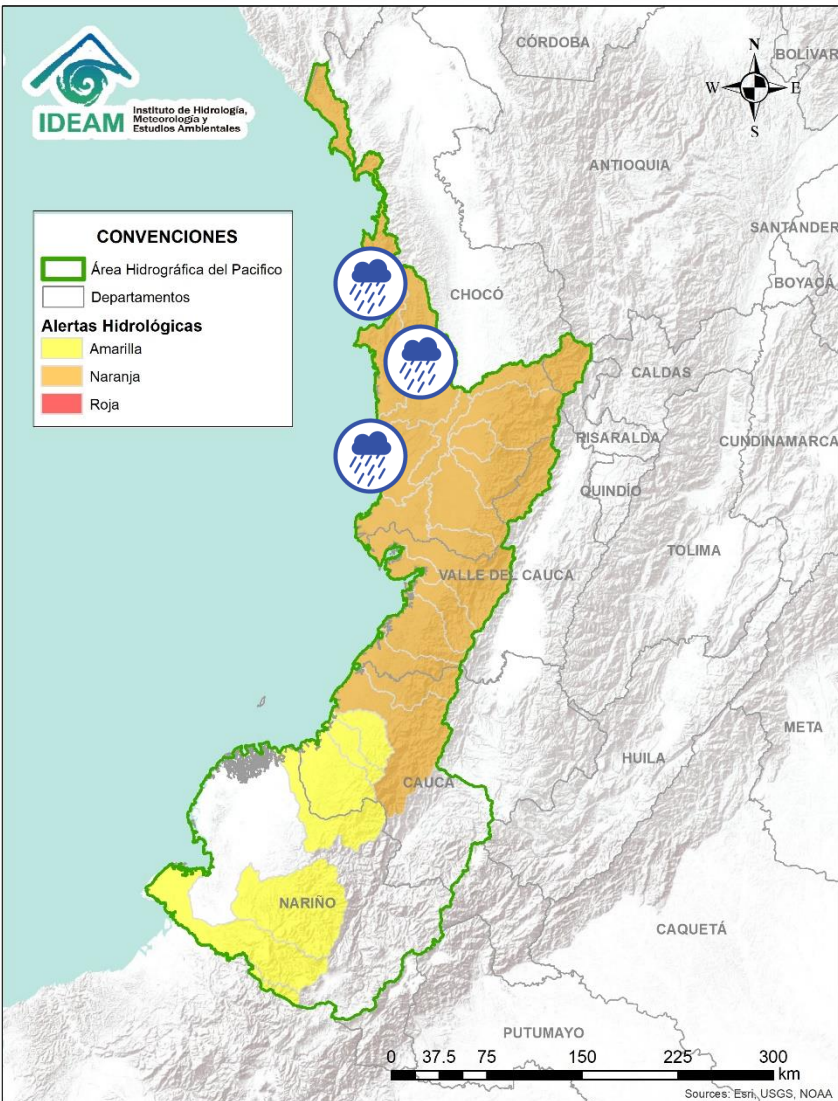 IDEAM
Instituto de Hidrología,
Meteorología y
Estudios Ambientales
CONVENCIONES
Área Hidrográfica del Pacifico
Departamentos
Alertas Hidrológicas
Amarilla
Naranja
Roja
N
W
E
S
CÓRDOBA
BOLÍVAR
ANTIOQUIA
SANTANDER
BOYACÁ
CHOCÓ
CALDAS
RISARALDA
CUNDINAMARCA
QUINDÍO
TOLIMA
VALLE DEL CAUCA
META
HUILA
CAUCA
NARIÑO
CAQUETÁ
PUTUMAYO
0 37.5 75 150 225 300
km
Sources: Esri, USGS, NOAA